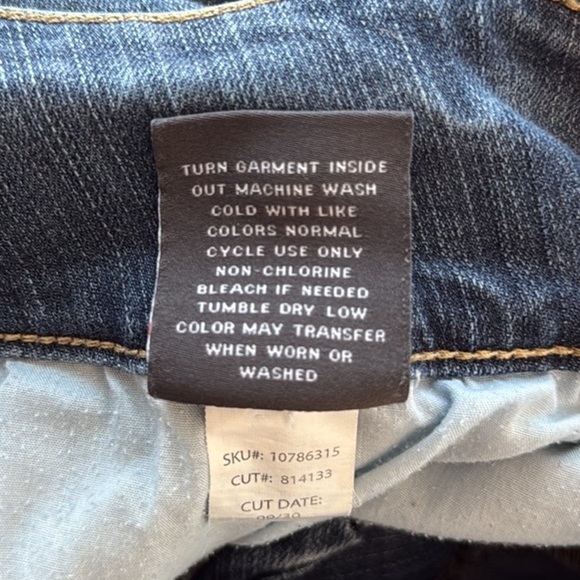 TURN GARMENT INSIDE
OUT MACHINE WASH
COLD WITH LIKE
COLORS NORMAL
CYCLE USE ONLY
NON-CHLORINE
BLEACH IF NEEDED
TUMBLE DRY LOW
COLOR MAY TRANSFER
WHEN WORN OR
WASHED
SKU#: 10786315
CUT#: 814133
CUT DATE: